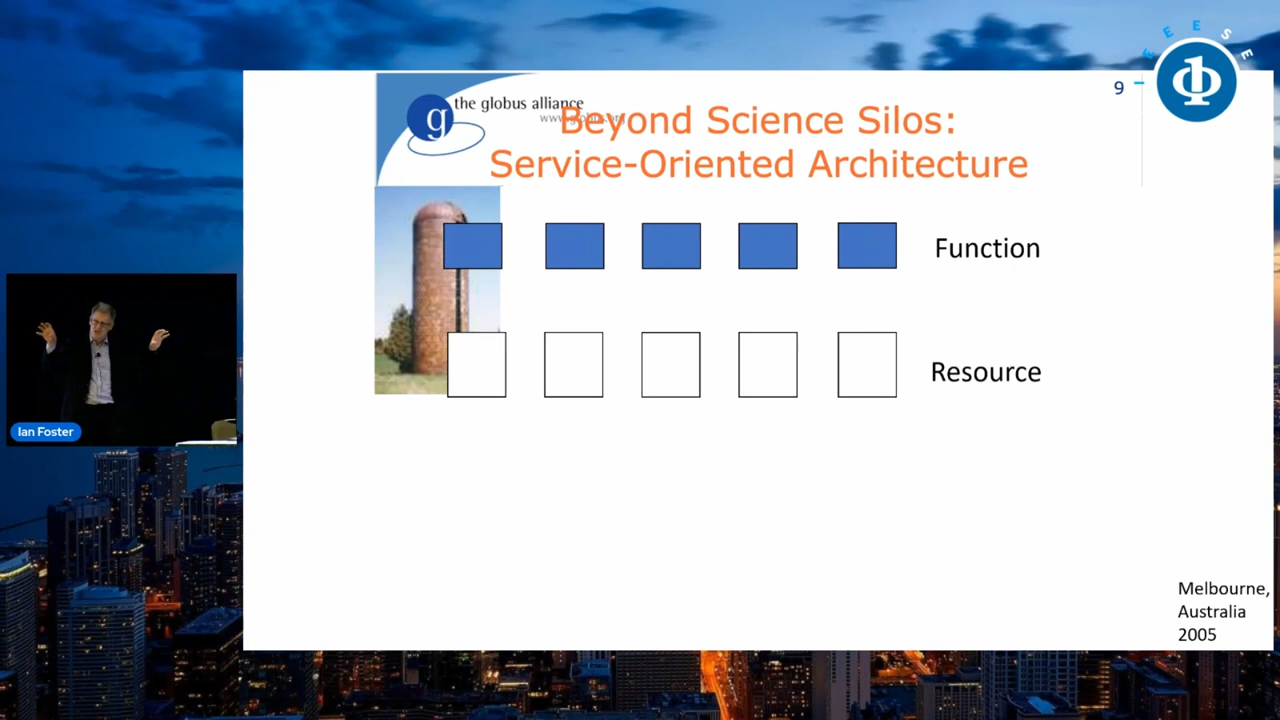 E E E S E
9
the globus alliance
Beyond Science Silos:
Service-Oriented Architecture
Function
Resource
Ian Foster
Melbourne,
Australia
2005